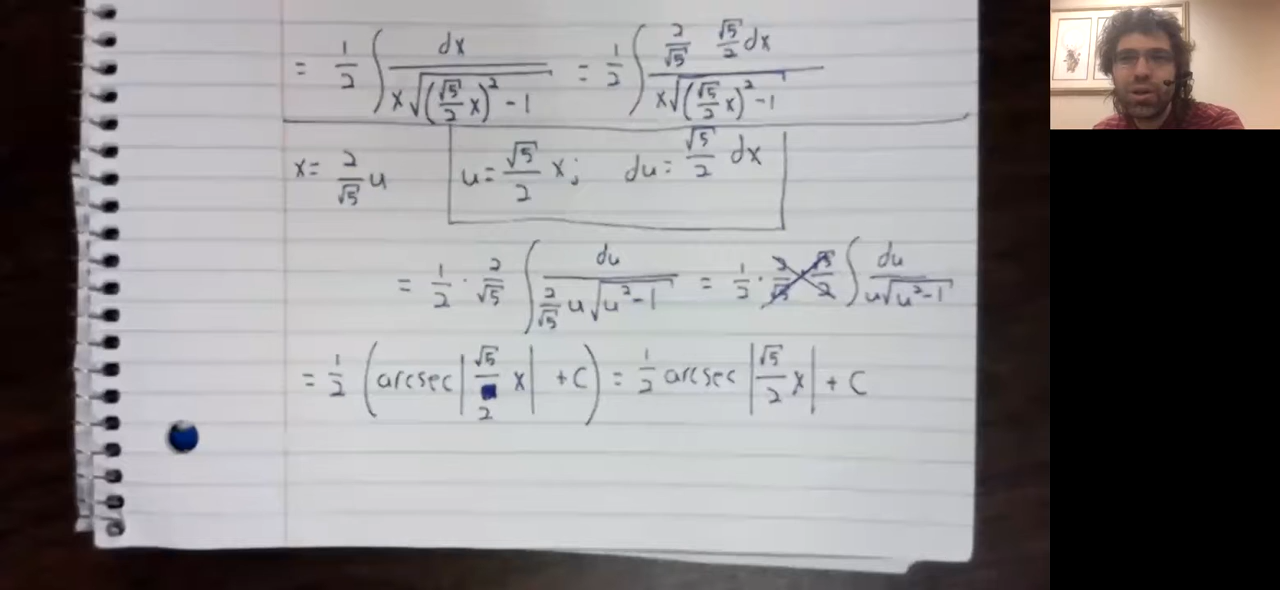 = 1/2 ∫ dx / (x√((√5/2 x)² - 1)) = 1/2 ∫ (2/√5 √5/2 dx) / (x√((√5/2 x)² - 1))
x = 2/√5 u   u = √5/2 x;   du = √5/2 dx
= 1/2 · 2/√5 ∫ du / (2/√5 u√(u² - 1)) = 1/2 · 2/√5 · √5/2 ∫ du / (u√(u² - 1))
= 1/2 (arcsec |√5/2 x| + C) = 1/2 arcsec |√5/2 x| + C